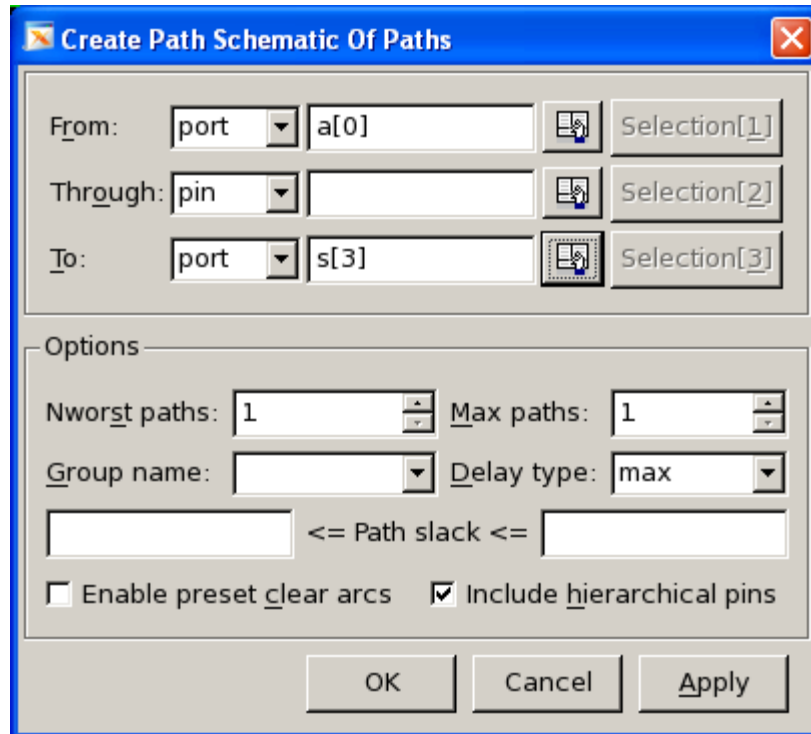 Create Path Schematic Of Paths
From: port a[0] Selection[1]
Through: pin Selection[2]
To: port s[3] Selection[3]
Options
Nworst paths: 1 Max paths: 1
Group name: Delay type: max
<= Path slack <=
Enable preset clear arcs Include hierarchical pins
OK Cancel Apply